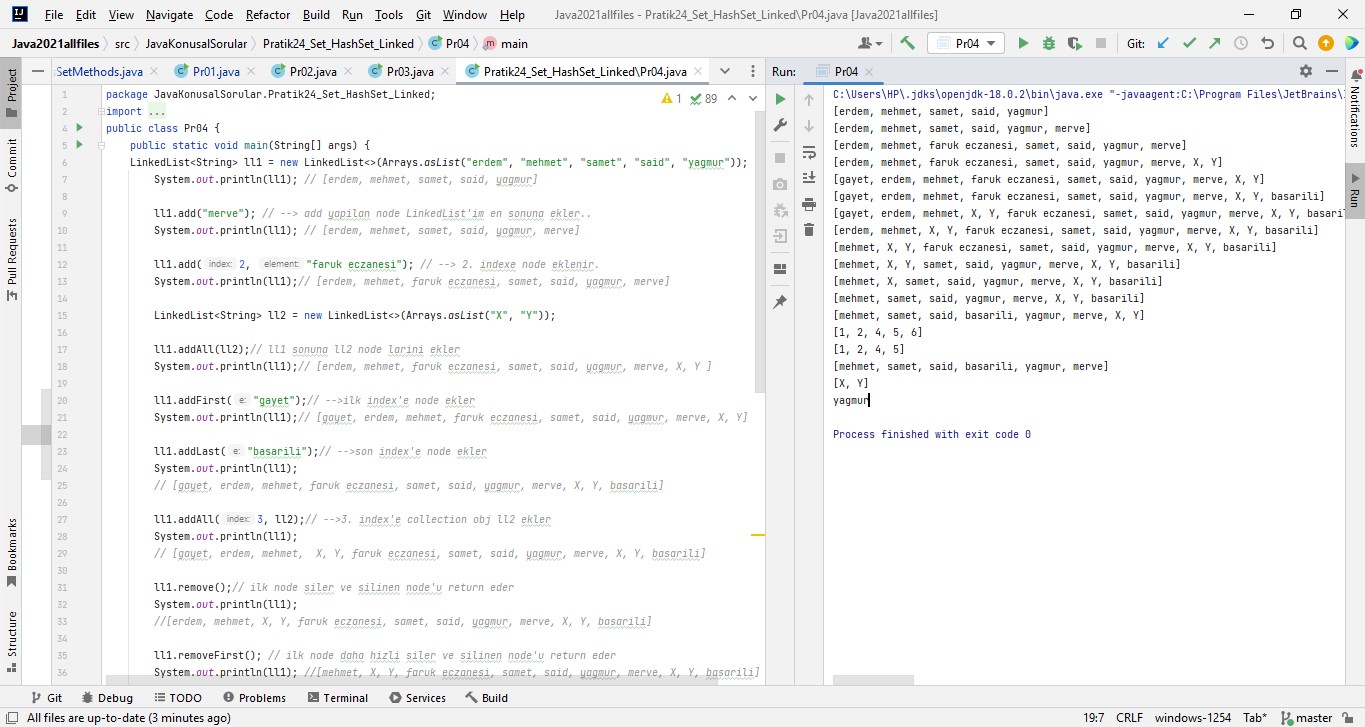 File Edit View Navigate Code Refactor Build Run Tools Git Window Help Java2021allfiles - Pratik24_Set_HashSet_Linked\Pr04.java [Java2021allfiles]
Java2021allfiles src JavaKonusalSorular Pratik24_Set_HashSet_Linked Pr04 main Pr04 Git:
SetMethods.java Pr01.java Pr02.java Pr03.java Pratik24_Set_HashSet_Linked\Pr04.java
Project
Commit
Pull Requests
Bookmarks
Structure
1 package JavaKonusalSorular.Pratik24_Set_HashSet_Linked;
1 89
2 import ...
4 public class Pr04 {
5 public static void main(String[] args) {
6 LinkedList<String> ll1 = new LinkedList<>(Arrays.asList("erdem", "mehmet", "samet", "said", "yagmur"));
7 System.out.println(ll1); // [erdem, mehmet, samet, said, yagmur]
8
9 ll1.add("merve"); // --> add yapilan node LinkedList'im en sonuna ekler..
10 System.out.println(ll1); // [erdem, mehmet, samet, said, yagmur, merve]
11
12 ll1.add( index: 2, element: "faruk eczanesi"); // --> 2. indexe node eklenir.
13 System.out.println(ll1);// [erdem, mehmet, faruk eczanesi, samet, said, yagmur, merve]
14
15 LinkedList<String> ll2 = new LinkedList<>(Arrays.asList("X", "Y"));
16
17 ll1.addAll(ll2);// ll1 sonuna ll2 node larini ekler
18 System.out.println(ll1);// [erdem, mehmet, faruk eczanesi, samet, said, yagmur, merve, X, Y ]
19
20 ll1.addFirst( e: "gayet");// -->ilk index'e node ekler
21 System.out.println(ll1);// [gayet, erdem, mehmet, faruk eczanesi, samet, said, yagmur, merve, X, Y]
22
23 ll1.addLast( e: "basarili");// -->son index'e node ekler
24 System.out.println(ll1);
25 // [gayet, erdem, mehmet, faruk eczanesi, samet, said, yagmur, merve, X, Y, basarili]
26
27 ll1.addAll( index: 3, ll2);// -->3. index'e collection obj ll2 ekler
28 System.out.println(ll1);
29 // [gayet, erdem, mehmet,  X, Y, faruk eczanesi, samet, said, yagmur, merve, X, Y, basarili]
30
31 ll1.remove();// ilk node siler ve silinen node'u return eder
32 System.out.println(ll1);
33 //[erdem, mehmet, X, Y, faruk eczanesi, samet, said, yagmur, merve, X, Y, basarili]
34
35 ll1.removeFirst(); // ilk node daha hizli siler ve silinen node'u return eder
36 System.out.println(ll1); //[mehmet, X, Y, faruk eczanesi, samet, said, yagmur, merve, X, Y, basarili]
Run: Pr04
C:\Users\HP\.jdks\openjdk-18.0.2\bin\java.exe "-javaagent:C:\Program Files\JetBrains\
[erdem, mehmet, samet, said, yagmur]
[erdem, mehmet, samet, said, yagmur, merve]
[erdem, mehmet, faruk eczanesi, samet, said, yagmur, merve]
[erdem, mehmet, faruk eczanesi, samet, said, yagmur, merve, X, Y]
[gayet, erdem, mehmet, faruk eczanesi, samet, said, yagmur, merve, X, Y]
[gayet, erdem, mehmet, faruk eczanesi, samet, said, yagmur, merve, X, Y, basarili]
[gayet, erdem, mehmet, X, Y, faruk eczanesi, samet, said, yagmur, merve, X, Y, basari
[erdem, mehmet, X, Y, faruk eczanesi, samet, said, yagmur, merve, X, Y, basarili]
[mehmet, X, Y, faruk eczanesi, samet, said, yagmur, merve, X, Y, basarili]
[mehmet, X, Y, samet, said, yagmur, merve, X, Y, basarili]
[mehmet, X, samet, said, yagmur, merve, X, Y, basarili]
[mehmet, samet, said, yagmur, merve, X, Y, basarili]
[mehmet, samet, said, basarili, yagmur, merve, X, Y]
[1, 2, 4, 5, 6]
[1, 2, 4, 5]
[mehmet, samet, said, basarili, yagmur, merve]
[X, Y]
yagmur
Process finished with exit code 0
Notifications
Run
Git Debug TODO Problems Terminal Services Build
All files are up-to-date (3 minutes ago) 19:7 CRLF windows-1254 Tab* master